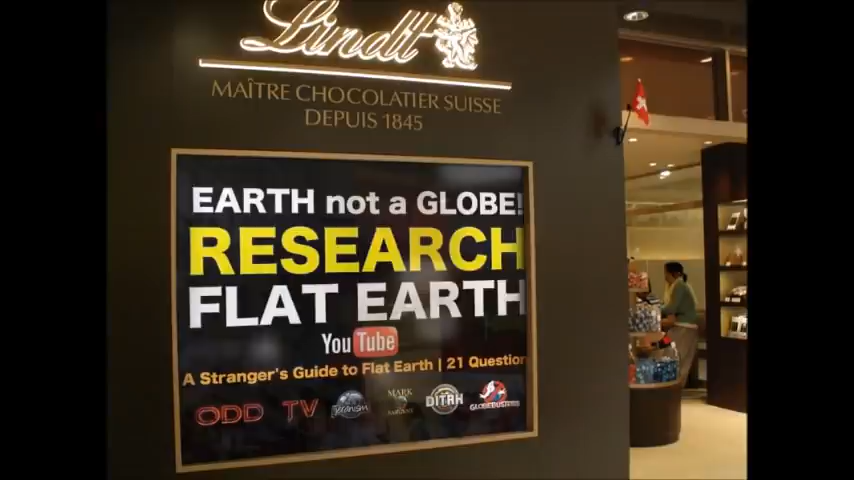 Lindt
MAÎTRE CHOCOLATIER SUISSE
DEPUIS 1845
EARTH not a GLOBE!
RESEARCH
FLAT EARTH
YouTube
A Stranger's Guide to Flat Earth | 21 Question
ODD TV
MARK
SARGENT
DITRH
GLOBEBUSTERS